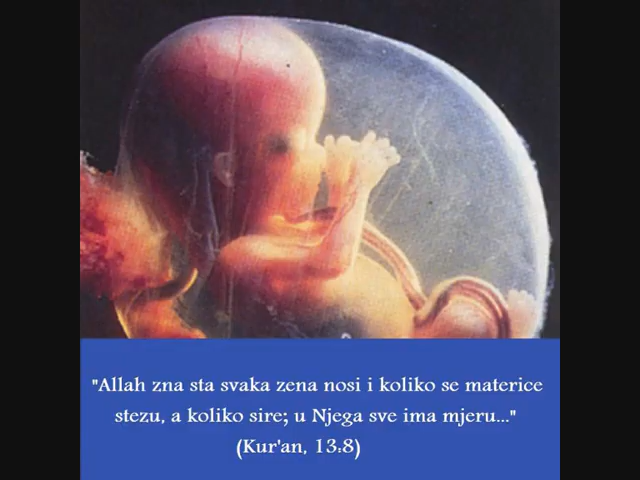 "Allah zna sta svaka zena nosi i koliko se materice
stezu, a koliko sire; u Njega sve ima mjeru..."
(Kur'an, 13:8)